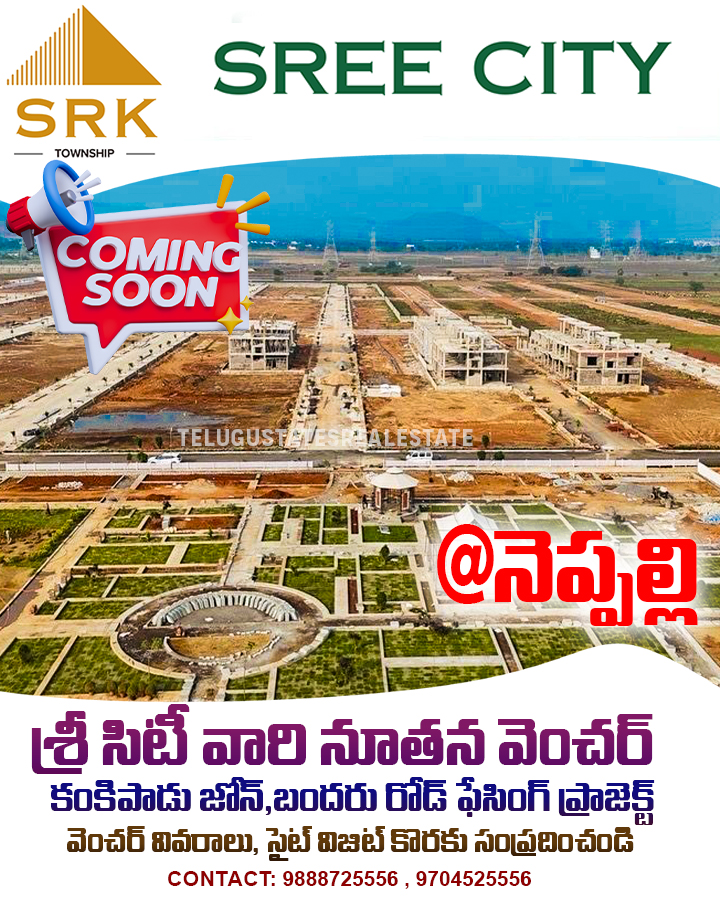 SREE CITY
SRK
TOWNSHIP
COMING
SOON
TELUGUSTATESREALESTATE
@నెప్పల్లి
శ్రీ సిటీ వారి నూతన వెంచర్
కంకిపాడు జోన్,బందరు రోడ్ ఫేసింగ్ ప్రాజెక్ట్
వెంచర్ వివరాలు, సైట్ విజిట్ కొరకు సంప్రదించండి
CONTACT: 9888725556 , 9704525556